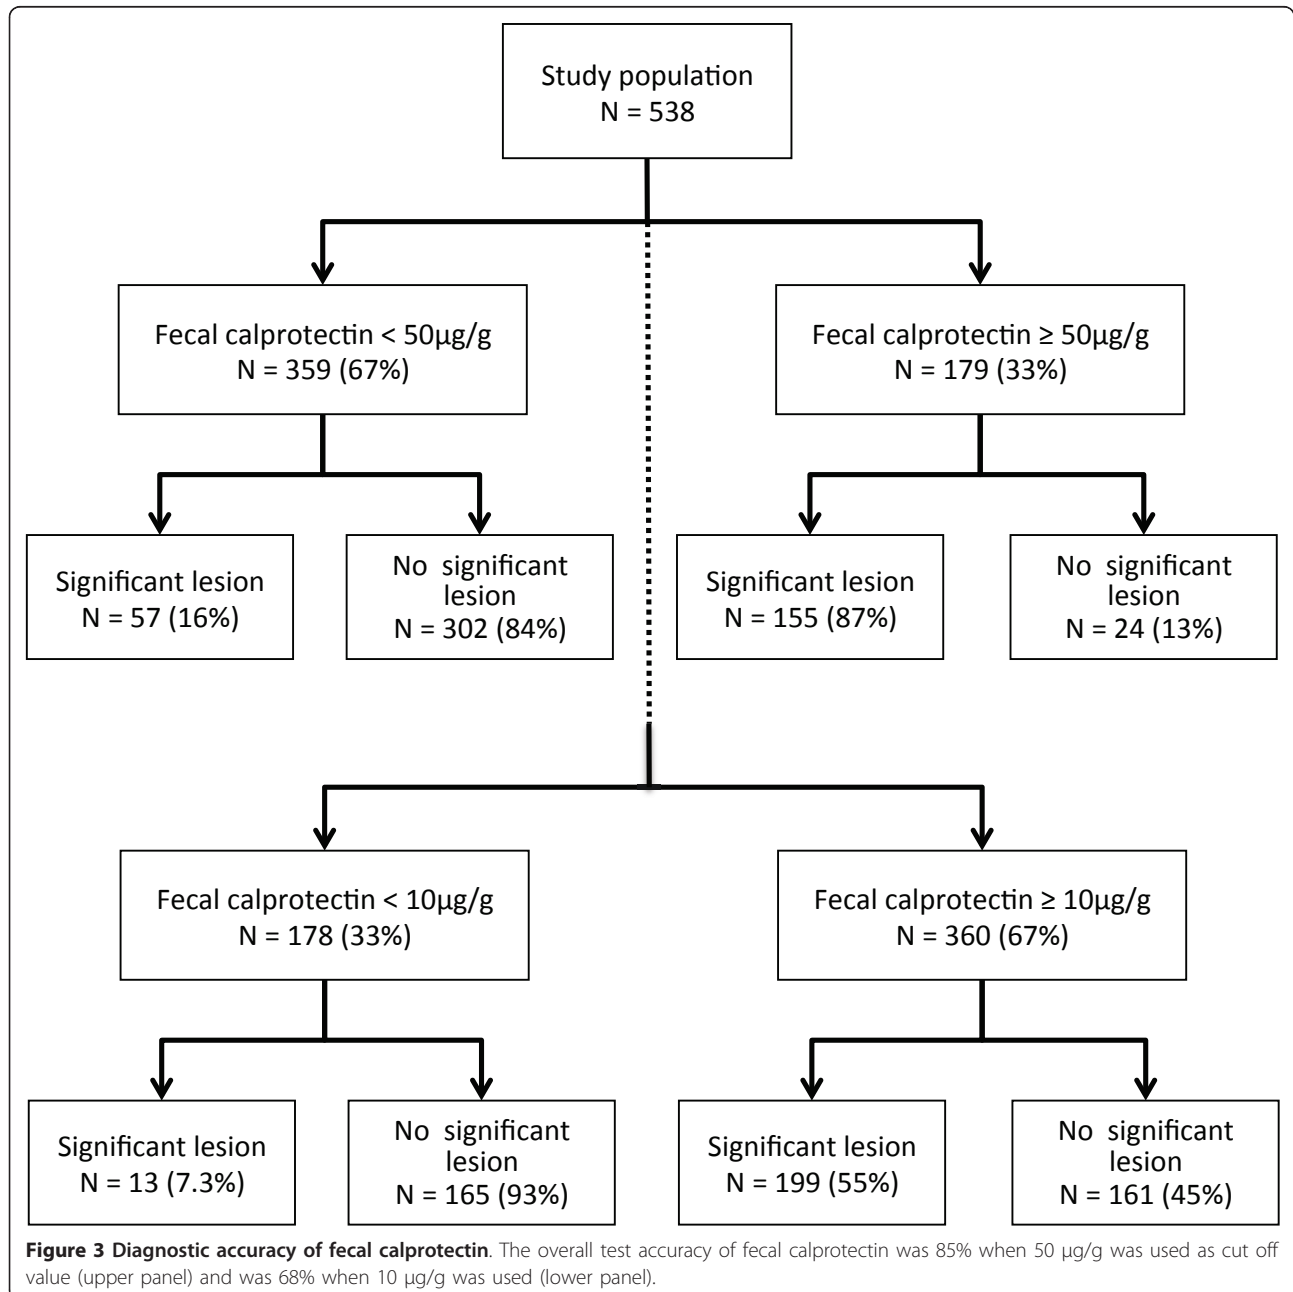 Study population
N = 538
Fecal calprotectin < 50µg/g
N = 359 (67%)
Fecal calprotectin ≥ 50µg/g
N = 179 (33%)
Significant lesion
N = 57 (16%)
No significant
lesion
N = 302 (84%)
Significant lesion
N = 155 (87%)
No significant
lesion
N = 24 (13%)
Fecal calprotectin < 10µg/g
N = 178 (33%)
Fecal calprotectin ≥ 10µg/g
N = 360 (67%)
Significant lesion
N = 13 (7.3%)
No significant
lesion
N = 165 (93%)
Significant lesion
N = 199 (55%)
No significant
lesion
N = 161 (45%)
Figure 3 Diagnostic accuracy of fecal calprotectin. The overall test accuracy of fecal calprotectin was 85% when 50 µg/g was used as cut off
value (upper panel) and was 68% when 10 µg/g was used (lower panel).